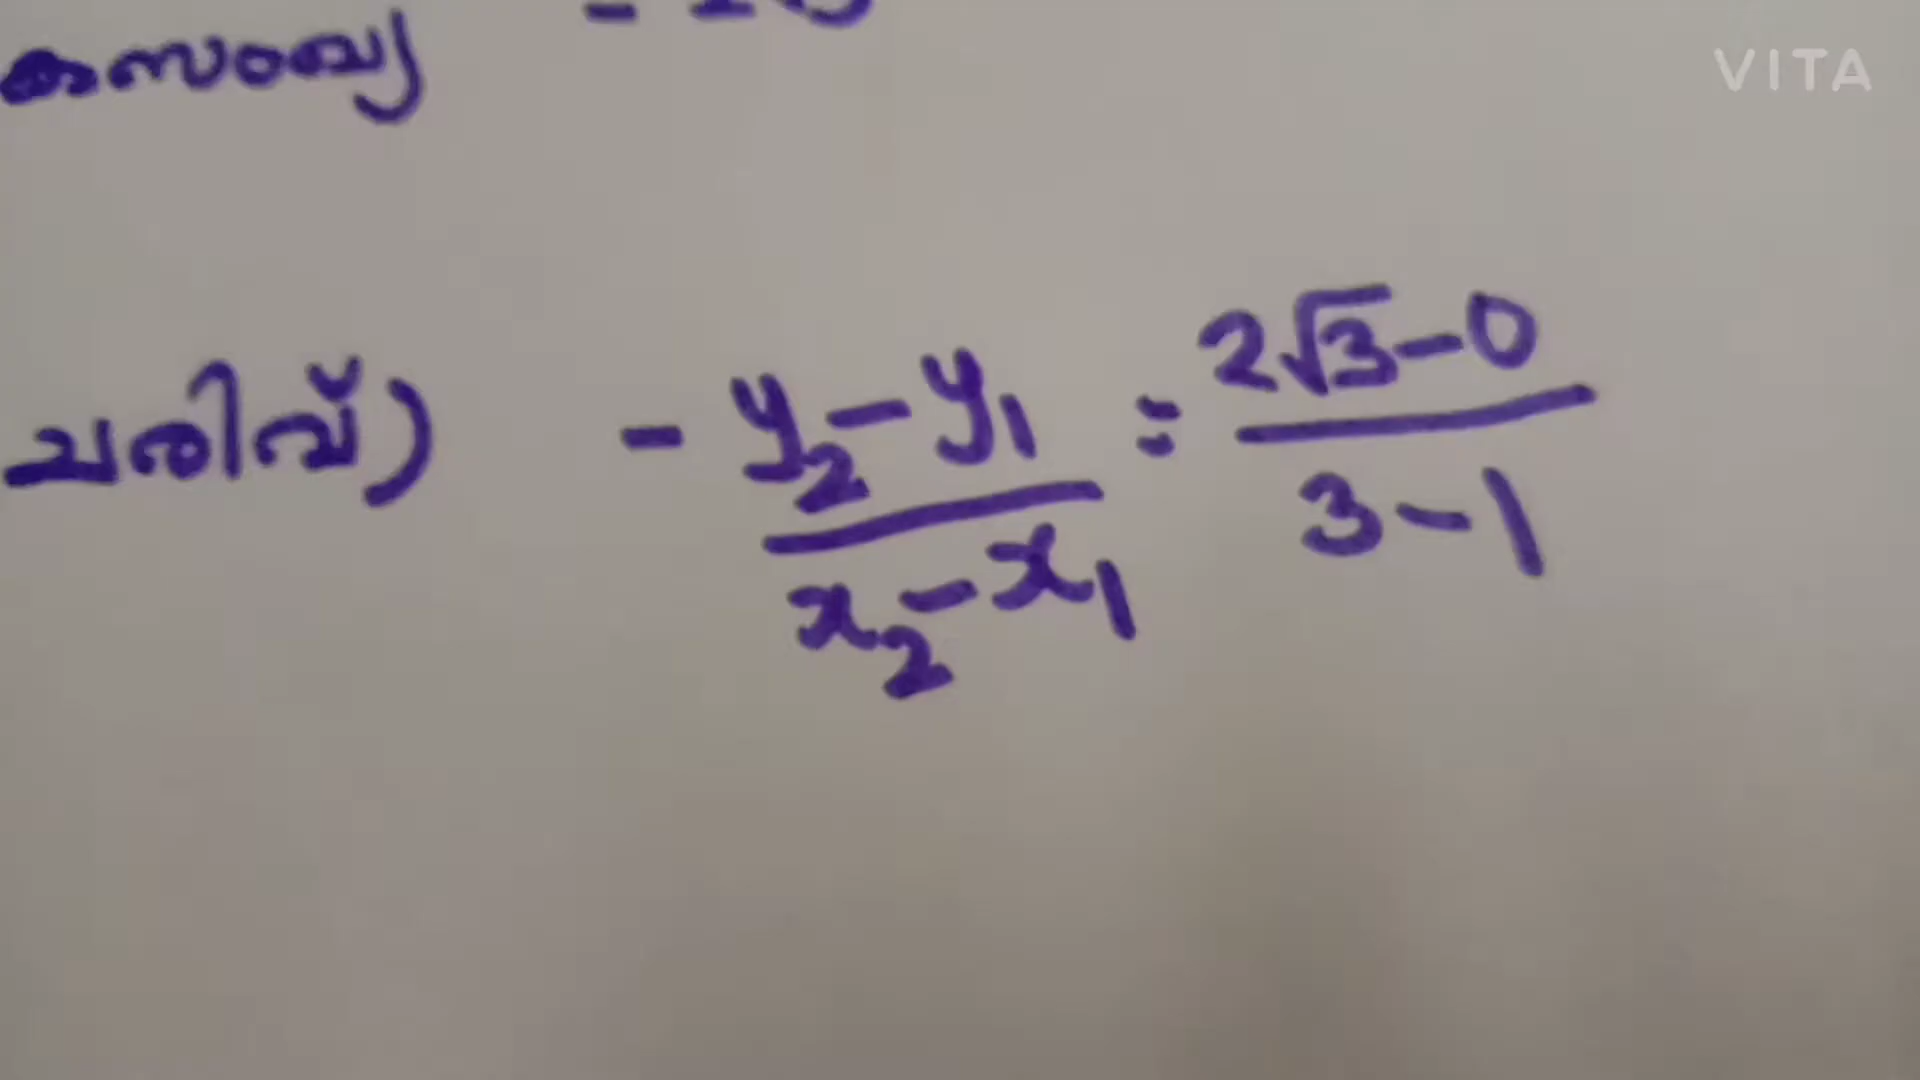 VITA
കസംഖ്യ
ചരിവ്) - y₂ - y₁ / x₂ - x₁ = 2√3 - 0 / 3 - 1